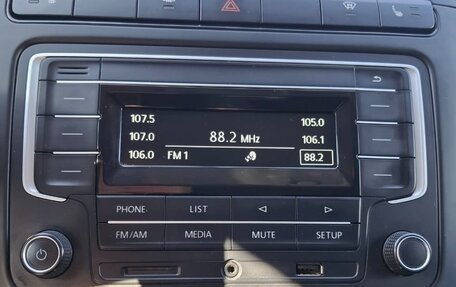 107.5
105.0
107.0
88.2 MHz
106.1
106.0
FM 1
88.2
PHONE
LIST
FM/AM
MEDIA
MUTE
SETUP